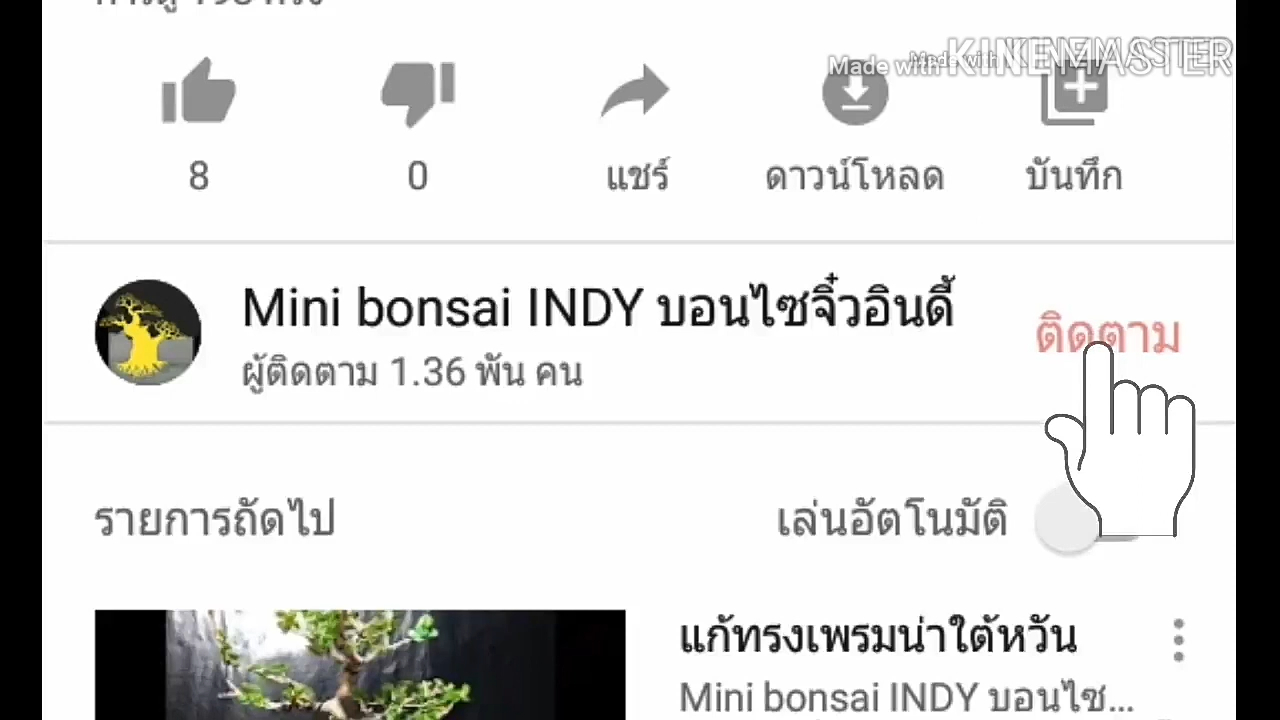 Made with KINEMASTER
8
0
แชร์
ดาวน์โหลด
บันทึก
Mini bonsai INDY บอนไซจิ๋วอินดี้
ติดตาม
ผู้ติดตาม 1.36 พัน คน
รายการถัดไป
เล่นอัตโนมัติ
แก้ทรงเพรมน่าใต้หวัน
Mini bonsai INDY บอนไซ...